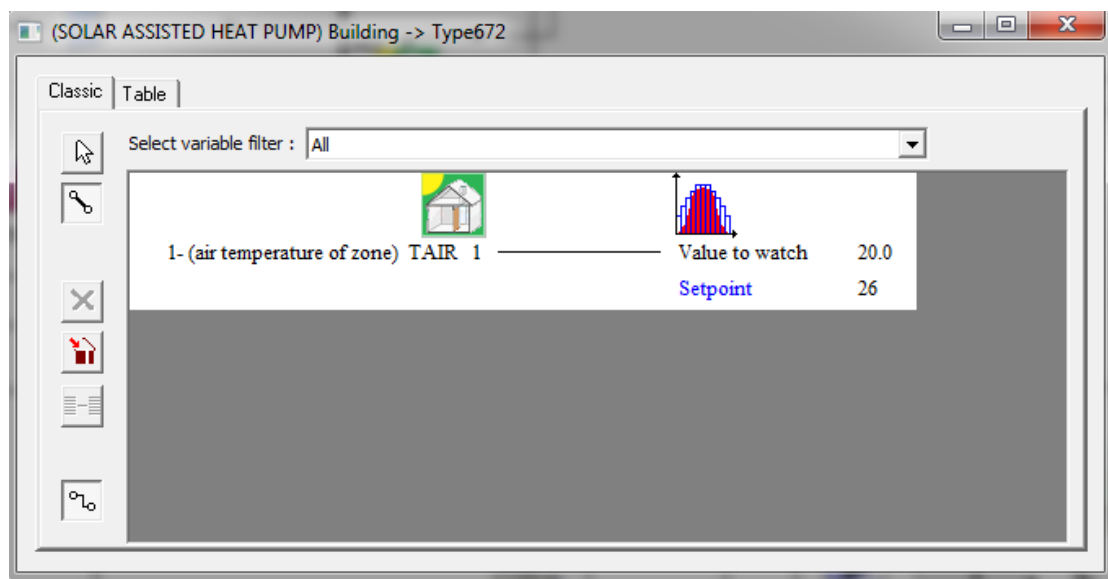 (SOLAR ASSISTED HEAT PUMP) Building -> Type672
Classic Table
Select variable filter : All
1- (air temperature of zone) TAIR 1 Value to watch 20.0
Setpoint 26